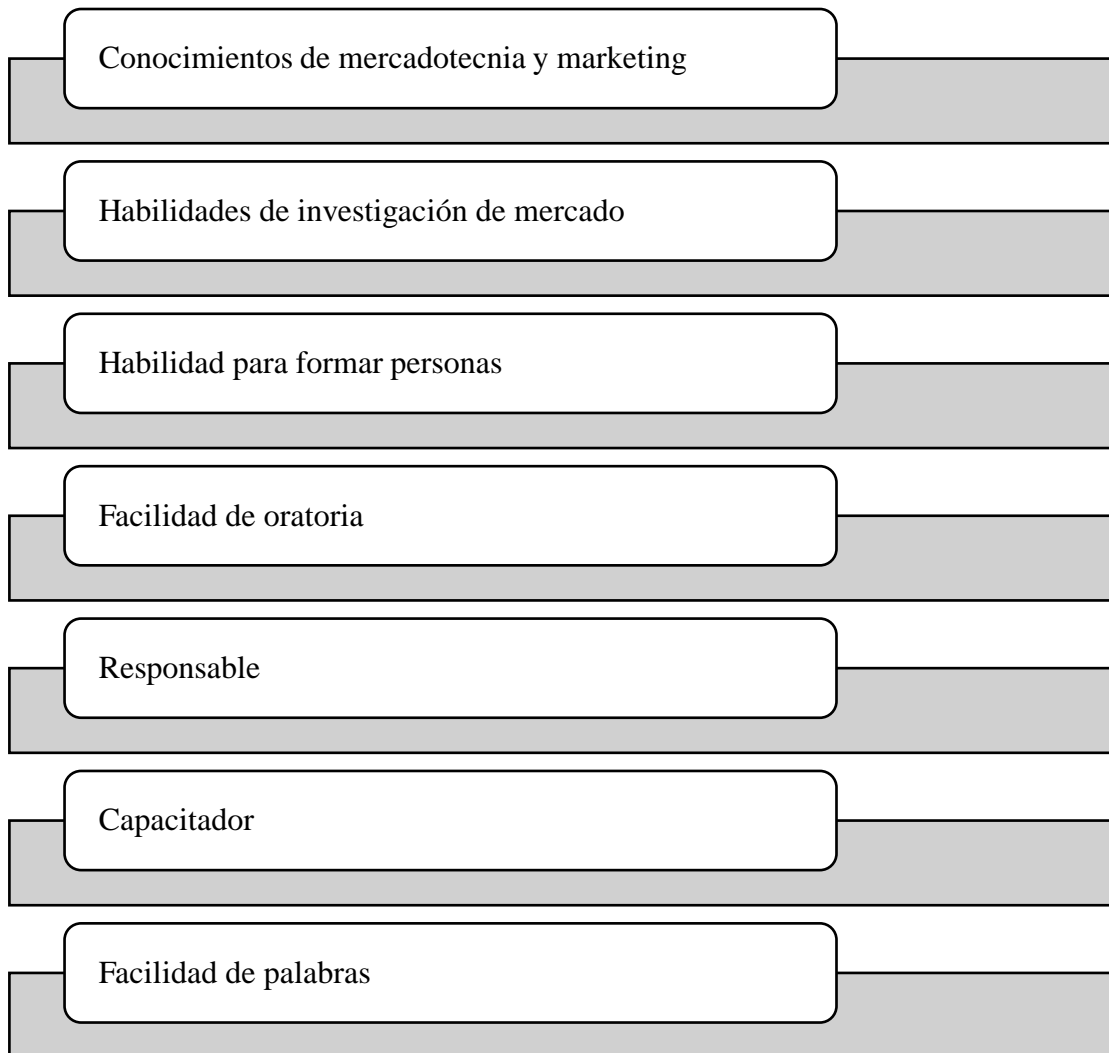 Conocimientos de mercadotecnia y marketing
Habilidades de investigación de mercado
Habilidad para formar personas
Facilidad de oratoria
Responsable
Capacitador
Facilidad de palabras